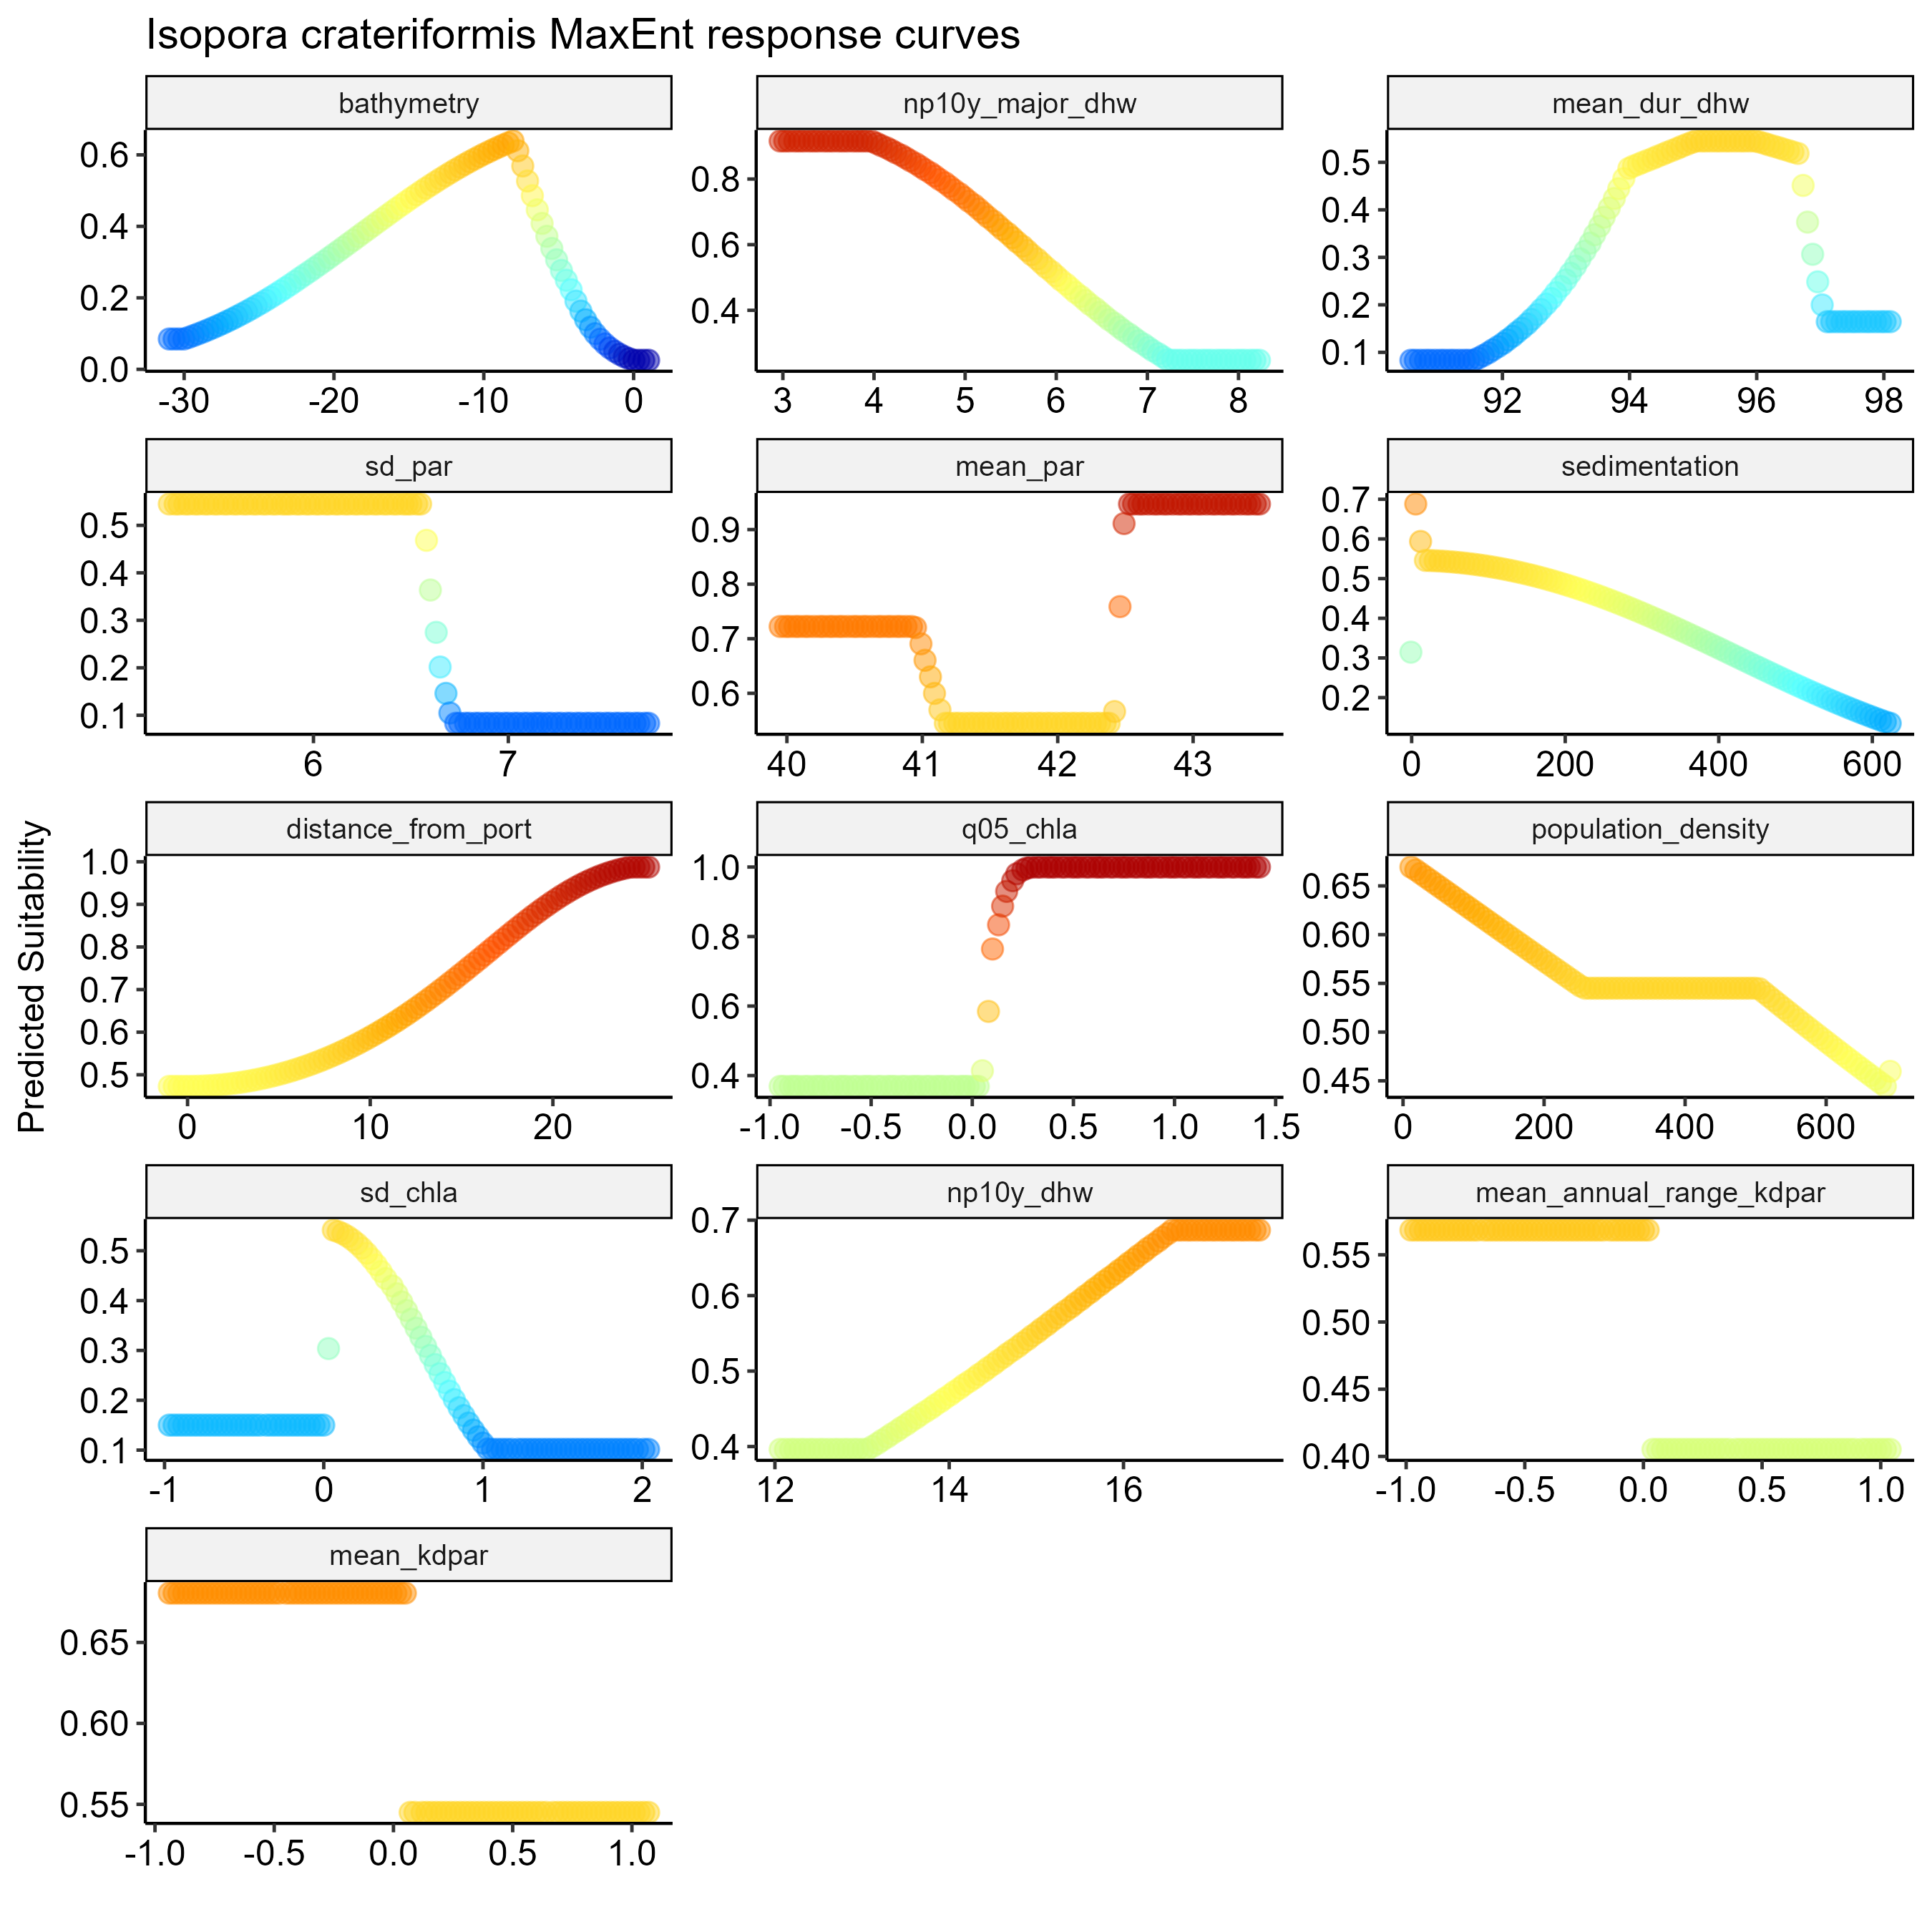 Isopora crateriformis MaxEnt response curves
Predicted Suitability
bathymetry
0.6
0.4
0.2
0.0
-30 -20 -10 0
np10y_major_dhw
0.8
0.6
0.4
3 4 5 6 7 8
mean_dur_dhw
0.5
0.4
0.3
0.2
0.1
92 94 96 98
sd_par
0.5
0.4
0.3
0.2
0.1
6 7
mean_par
0.9
0.8
0.7
0.6
40 41 42 43
sedimentation
0.7
0.6
0.5
0.4
0.3
0.2
0 200 400 600
distance_from_port
1.0
0.9
0.8
0.7
0.6
0.5
0 10 20
q05_chla
1.0
0.8
0.6
0.4
-1.0 -0.5 0.0 0.5 1.0 1.5
population_density
0.65
0.60
0.55
0.50
0.45
0 200 400 600
sd_chla
0.5
0.4
0.3
0.2
0.1
-1 0 1 2
np10y_dhw
0.7
0.6
0.5
0.4
12 14 16
mean_annual_range_kdpar
0.55
0.50
0.45
0.40
-1.0 -0.5 0.0 0.5 1.0
mean_kdpar
0.65
0.60
0.55
-1.0 -0.5 0.0 0.5 1.0